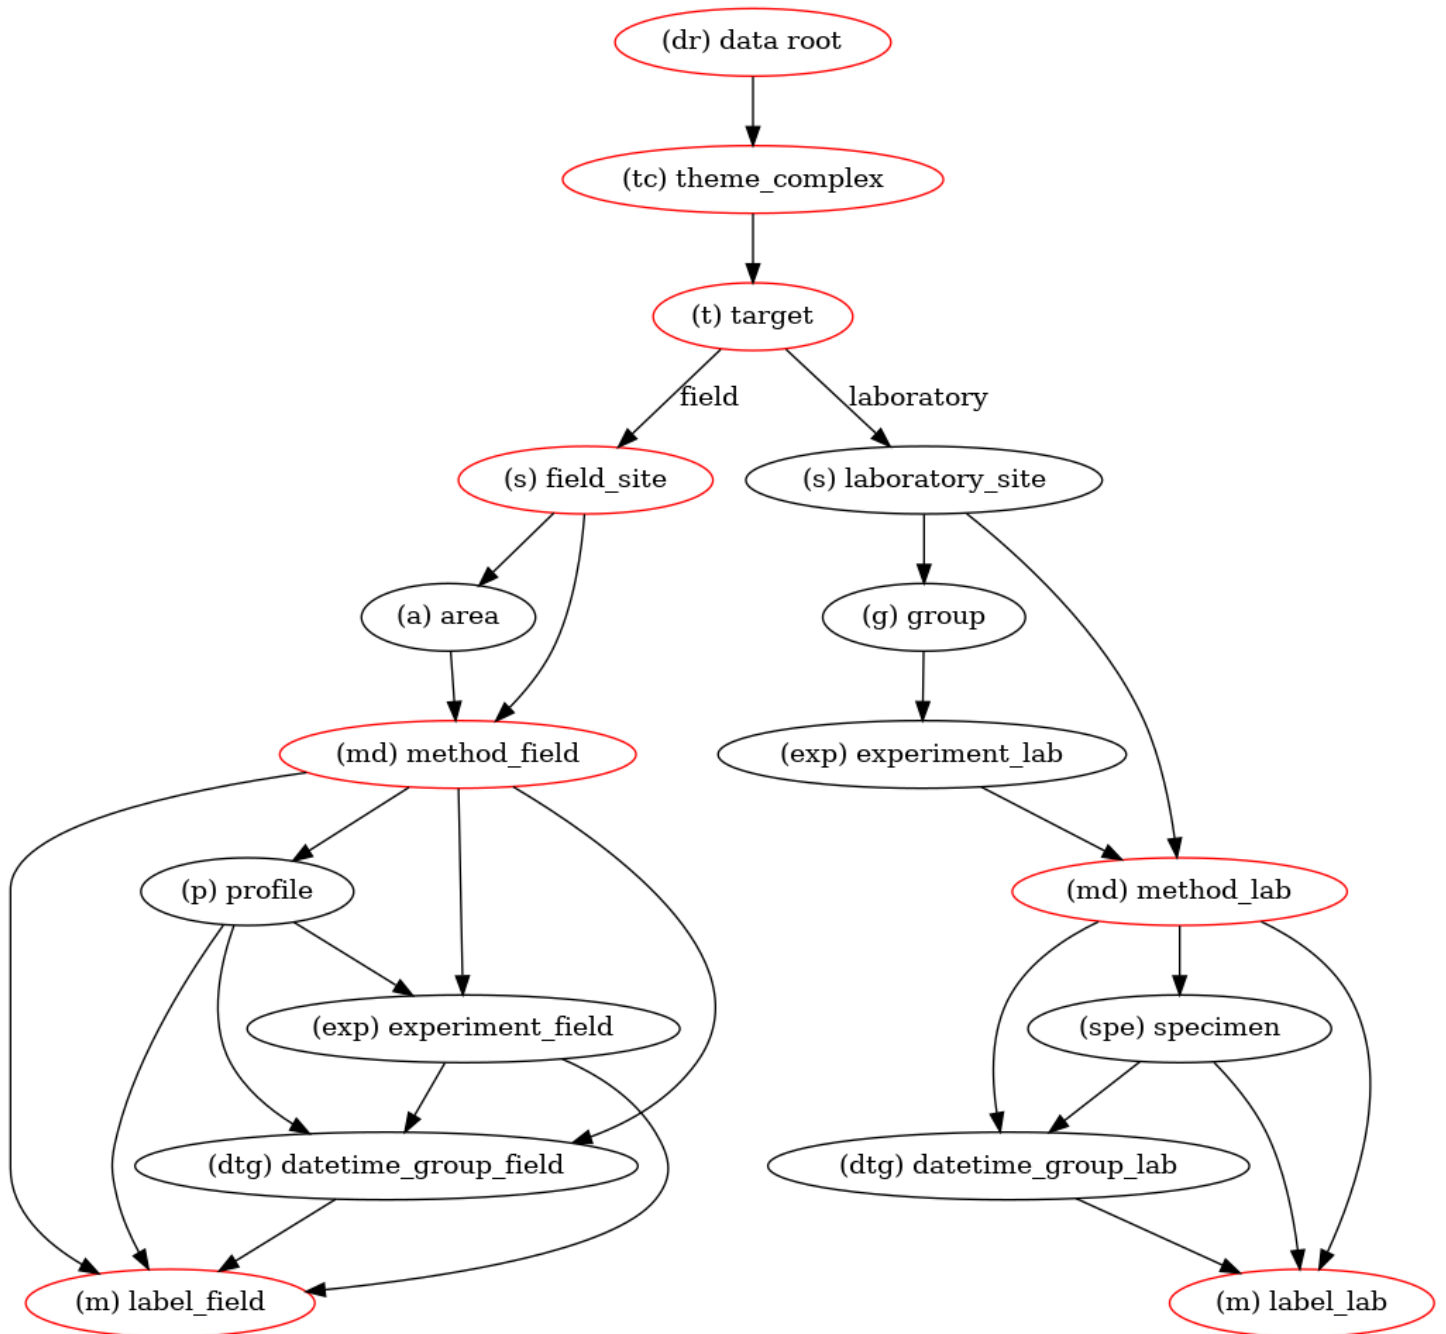 (dr) data root
(tc) theme_complex
(t) target
field
laboratory
(s) field_site
(s) laboratory_site
(a) area
(g) group
(md) method_field
(exp) experiment_lab
(p) profile
(md) method_lab
(exp) experiment_field
(spe) specimen
(dtg) datetime_group_field
(dtg) datetime_group_lab
(m) label_field
(m) label_lab